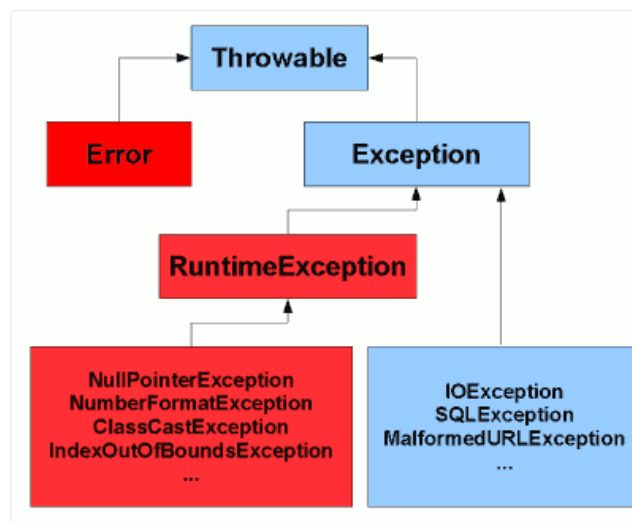 Throwable
Error
Exception
RuntimeException
NullPointerException
NumberFormatException
ClassCastException
IndexOutOfBoundsException
...
IOException
SQLException
MalformedURLException
...